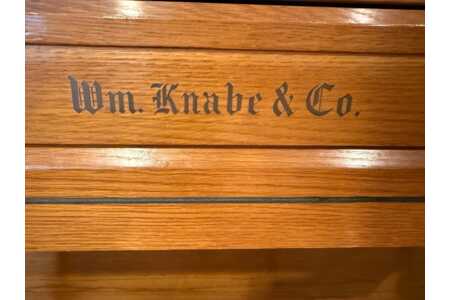 Wm. Knabe & Co.